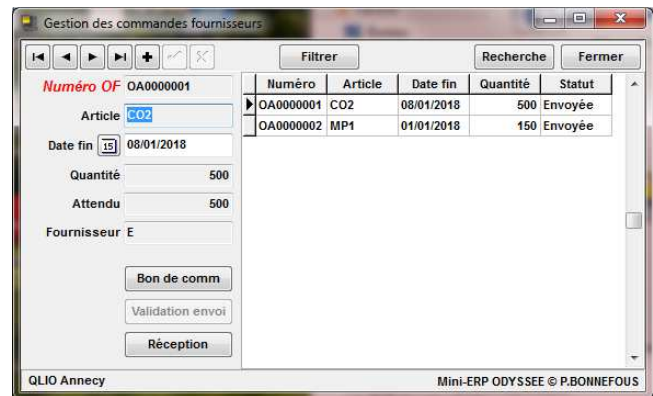 Gestion des commandes fournisseurs
Filtrer Recherche Fermer
Numéro OF OA0000001
Article CO2
Date fin 15 08/01/2018
Quantité 500
Attendu 500
Fournisseur E
Bon de comm
Validation envoi
Réception
Numéro Article Date fin Quantité Statut
OA0000001 CO2 08/01/2018 500 Envoyée
OA0000002 MP1 01/01/2018 150 Envoyée
QLIO Annecy Mini-ERP ODYSSEE © P.BONNEFOUS